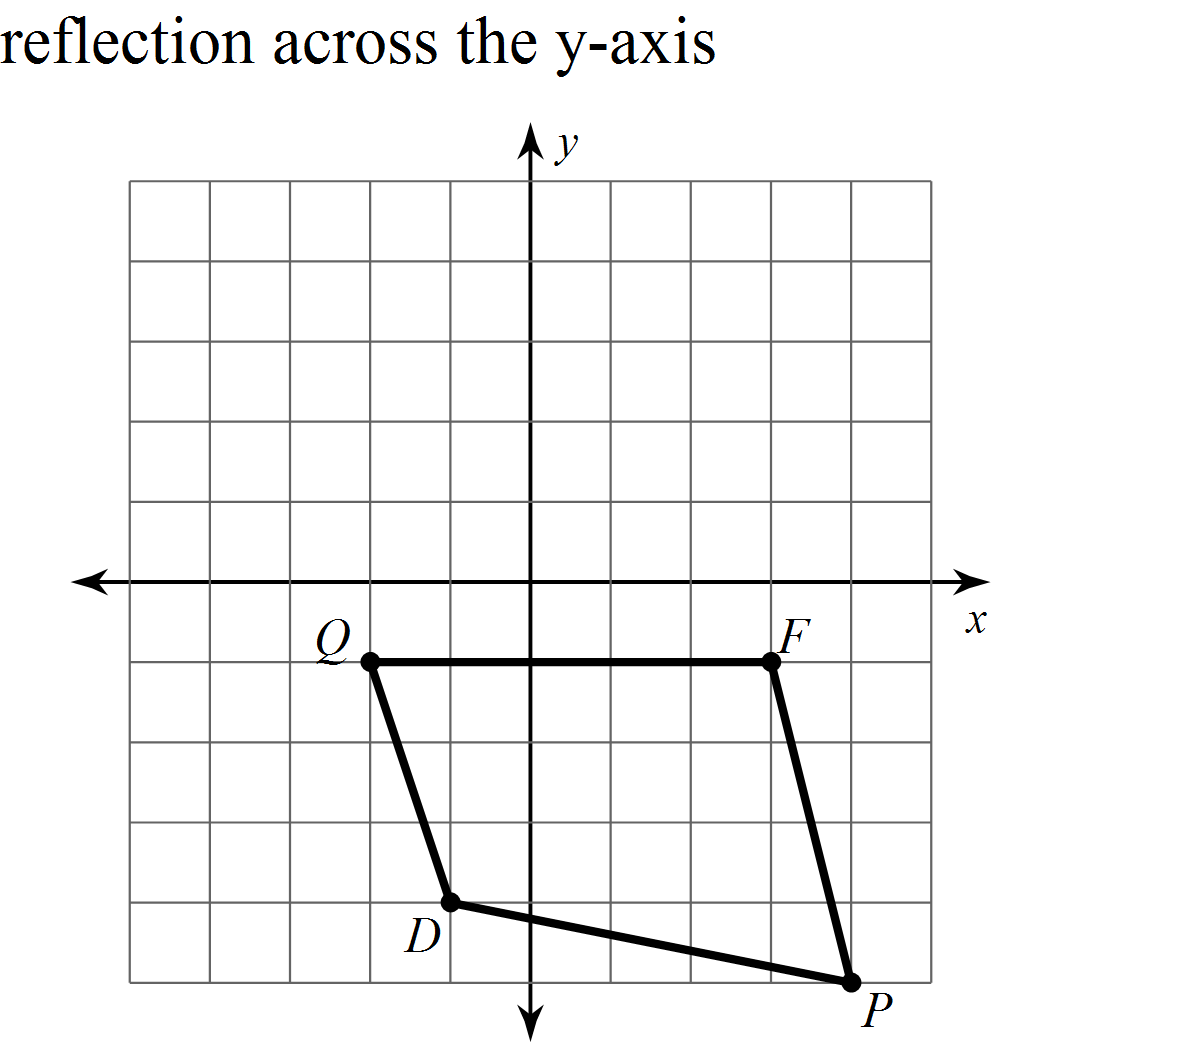 reflection across the y-axis
y
x
Q
F
D
P